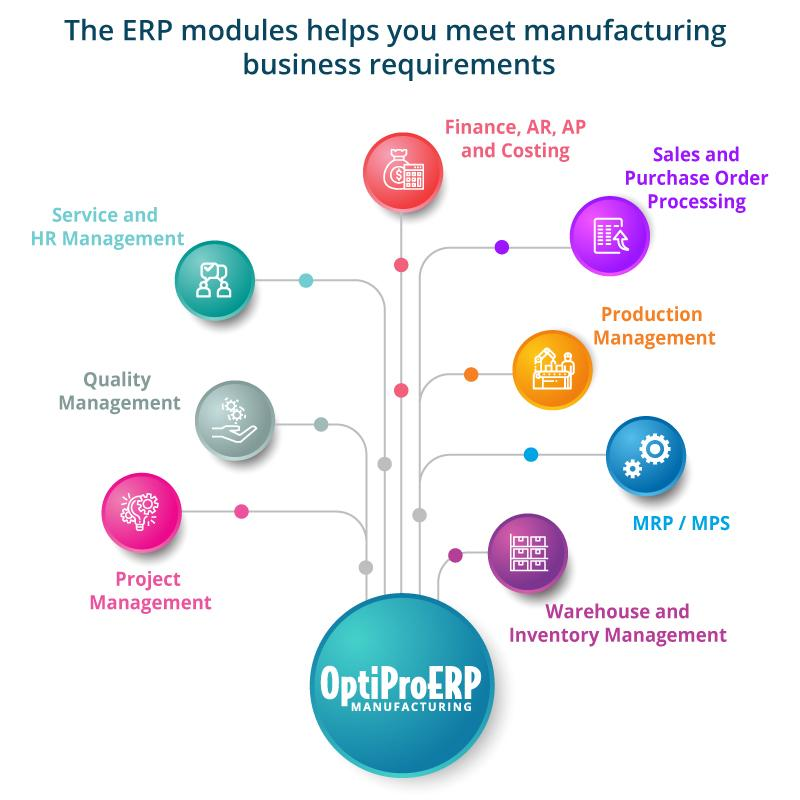 The ERP modules helps you meet manufacturing
business requirements
Finance, AR, AP
and Costing
Sales and
Purchase Order
Processing
Service and
HR Management
Production
Management
Quality
Management
MRP / MPS
Project
Management
Warehouse and
Inventory Management
OptiProERP
MANUFACTURING